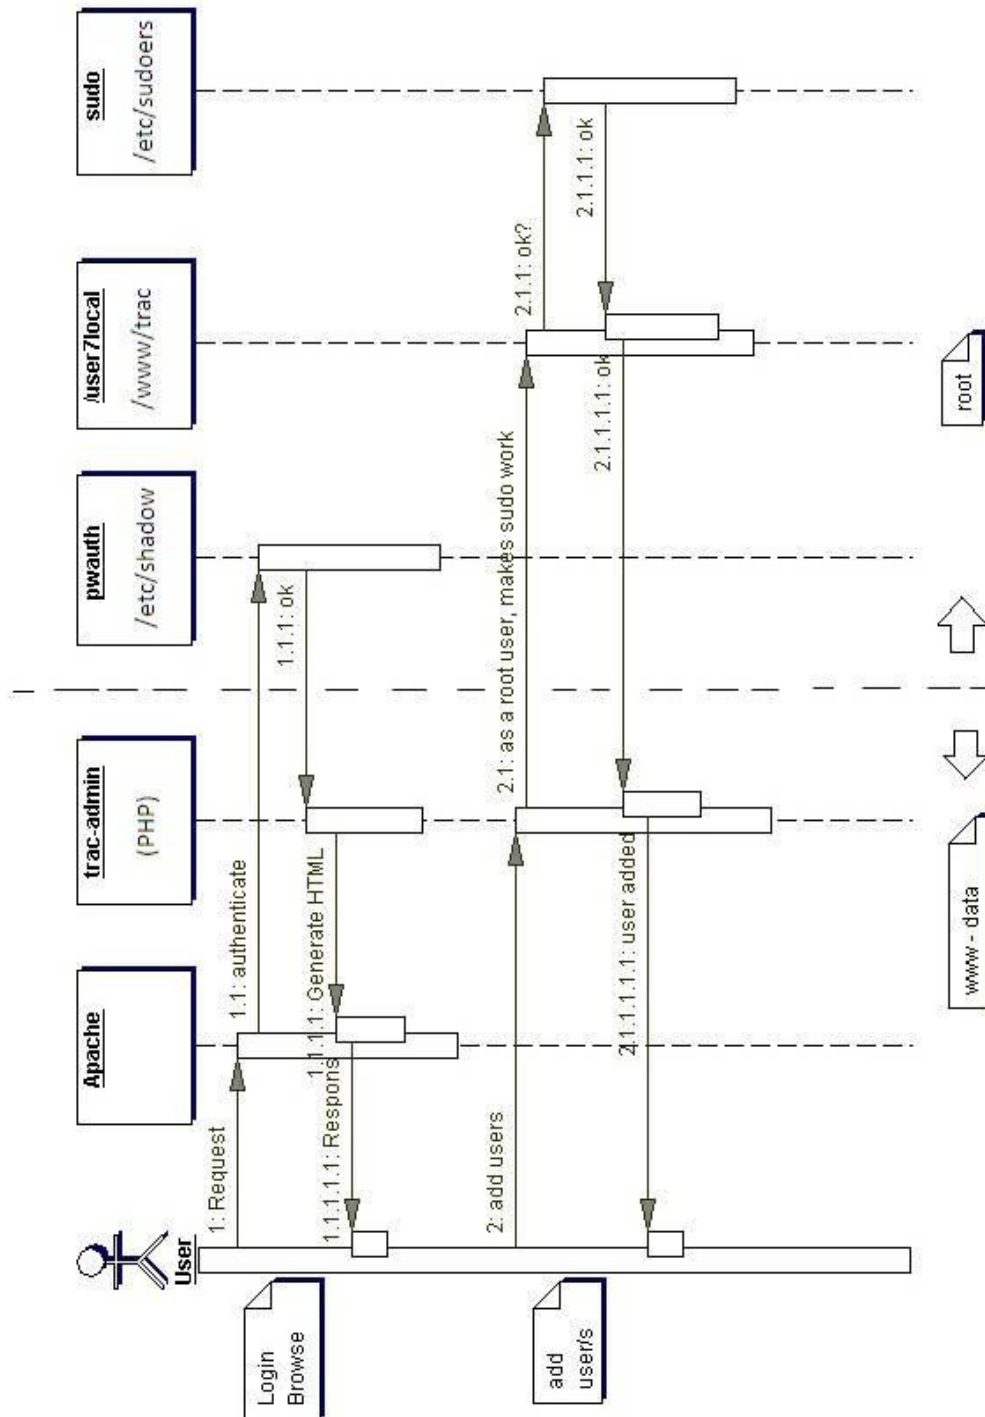 User
Apache
trac-admin
(PHP)
pwauth
/etc/shadow
/user7local
/www/trac
sudo
/etc/sudoers
Login
Browse
1: Request
1.1: authenticate
1.1.1: ok
1.1.1.1: Generate HTML
1.1.1.1.1: Respons
add
user/s
2: add users
2.1: as a root user, makes sudo work
2.1.1: ok?
2.1.1.1: ok
2.1.1.1.1: ok
2.1.1.1.1.1: user added
www - data
root